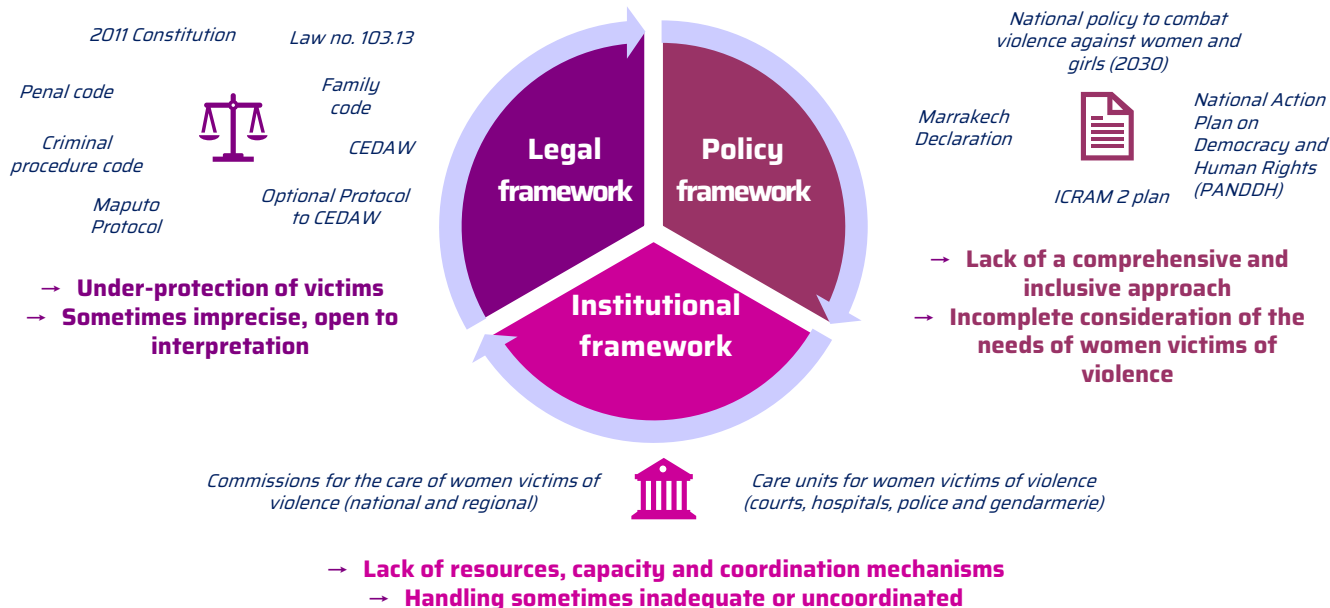 2011 Constitution
Law no. 103.13
Penal code
Family
code
Criminal
procedure code
CEDAW
Maputo
Protocol
Optional Protocol
to CEDAW
→ Under-protection of victims
→ Sometimes imprecise, open to
interpretation
Legal
framework
Policy
framework
Institutional
framework
National policy to combat
violence against women and
girls (2030)
Marrakech
Declaration
National Action
Plan on
Democracy and
Human Rights
(PANDDH)
ICRAM 2 plan
→ Lack of a comprehensive and
inclusive approach
→ Incomplete consideration of the
needs of women victims of
violence
Commissions for the care of women victims of
violence (national and regional)
Care units for women victims of violence
(courts, hospitals, police and gendarmerie)
→ Lack of resources, capacity and coordination mechanisms
→ Handling sometimes inadequate or uncoordinated